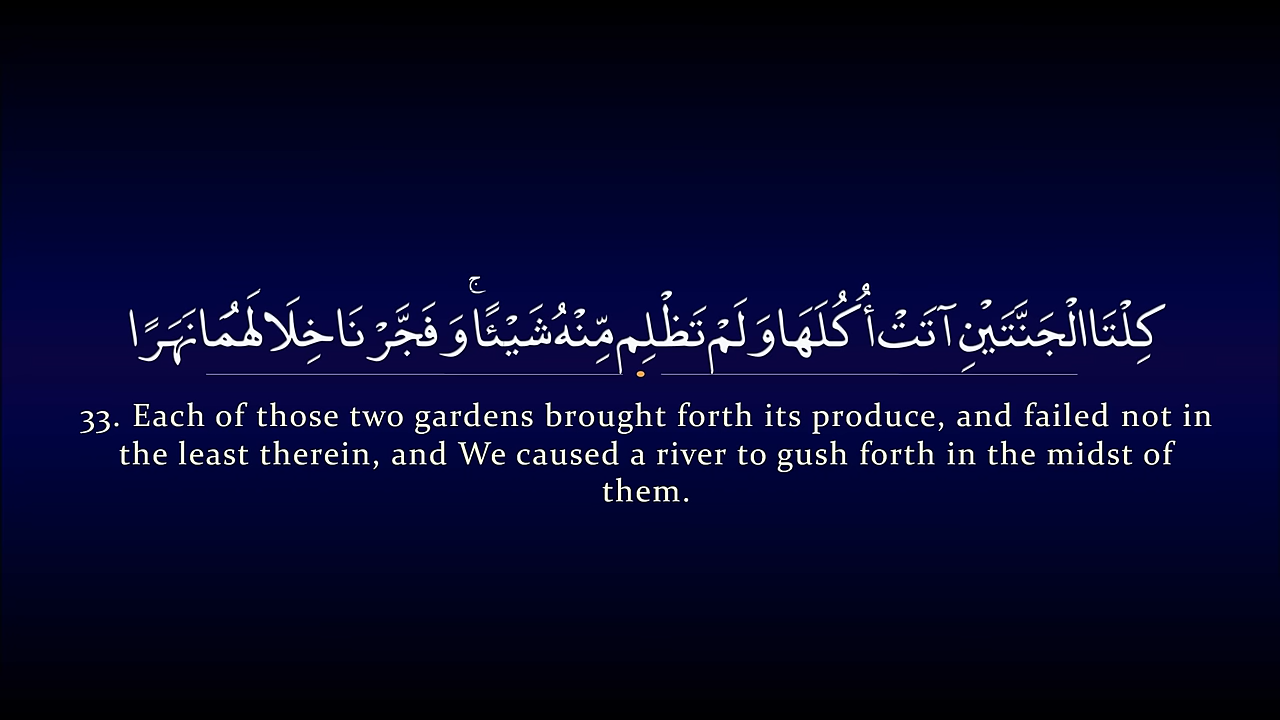 كِلْتَا الْجَنَّتَيْنِ آتَتْ أُكُلَهَا وَلَمْ تَظْلِم مِّنْهُ شَيْئًا ۚ وَفَجَّرْنَا خِلَالَهُمَا نَهَرًا
33. Each of those two gardens brought forth its produce, and failed not in
the least therein, and We caused a river to gush forth in the midst of
them.